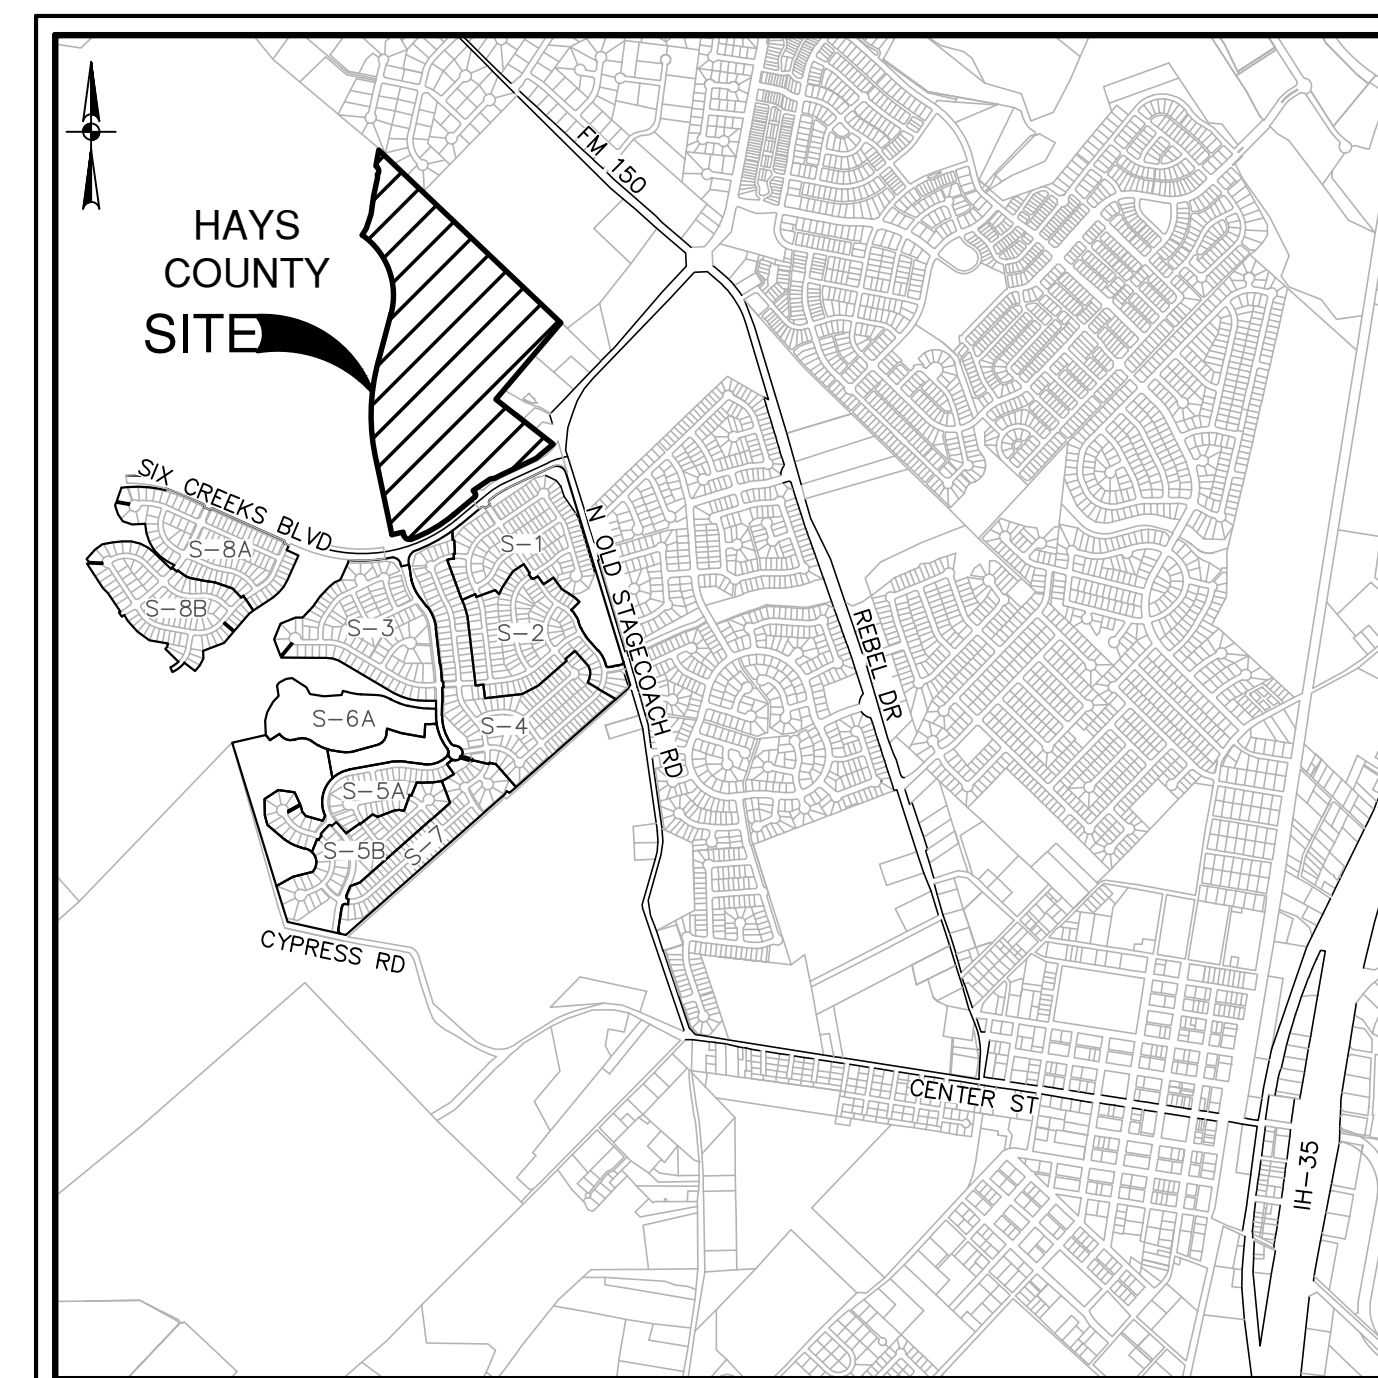 FM 150
HAYS
COUNTY
SITE
SIX CREEKS BLVD
S-8A
S-8B
S-1
S-2
S-3
S-4
S-6A
S-5A
S-5B
S-7
N OLD STAGECOACH RD
REBEL DR
CYPRESS RD
CENTER ST
IH-35